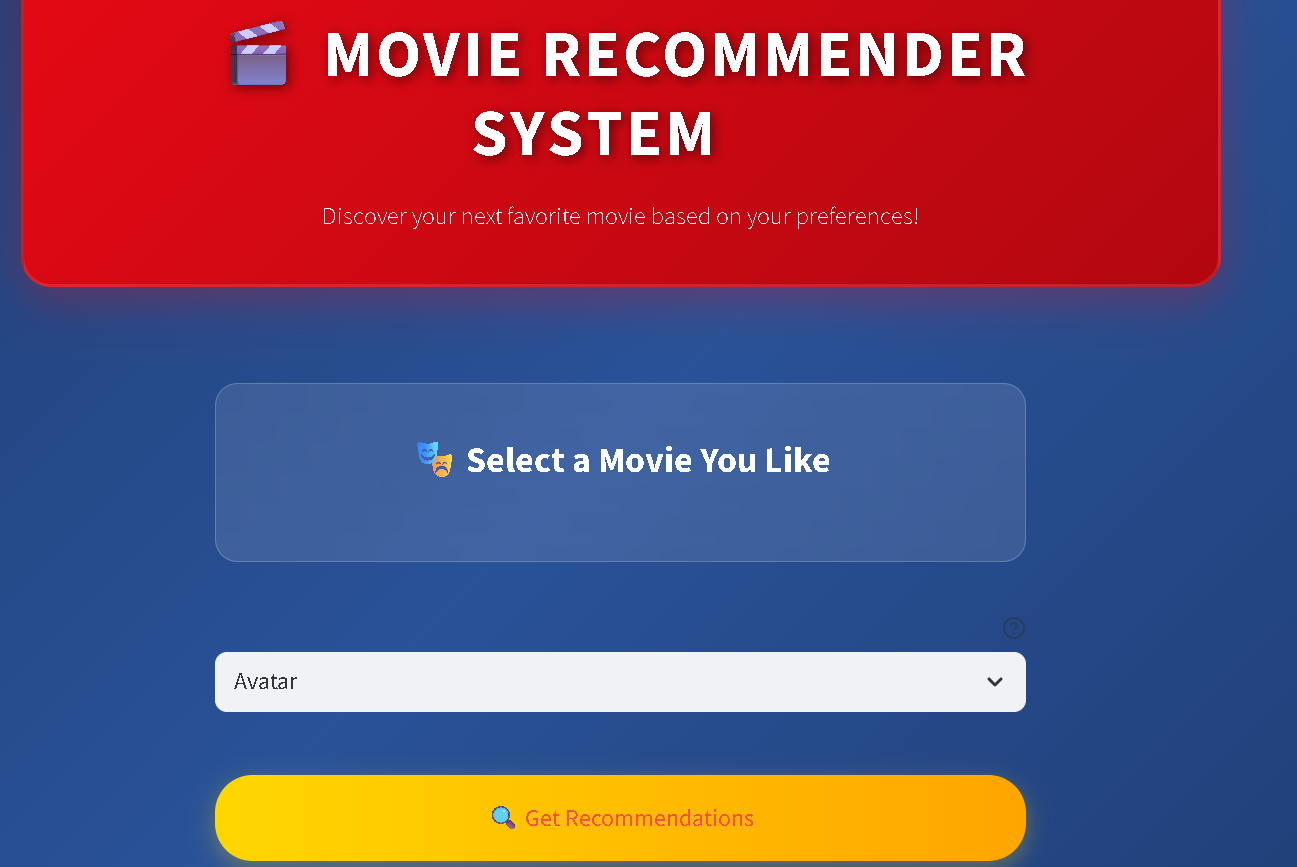 MOVIE RECOMMENDER
SYSTEM
Discover your next favorite movie based on your preferences!
Select a Movie You Like
?
Avatar
Get Recommendations